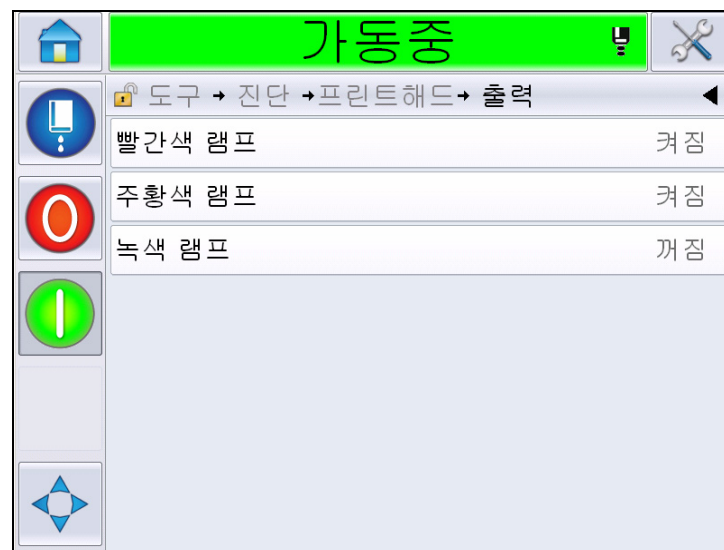 가동중
도구 → 진단 → 프린트해드 → 출력
빨간색 램프 켜짐
주황색 램프 켜짐
녹색 램프 꺼짐